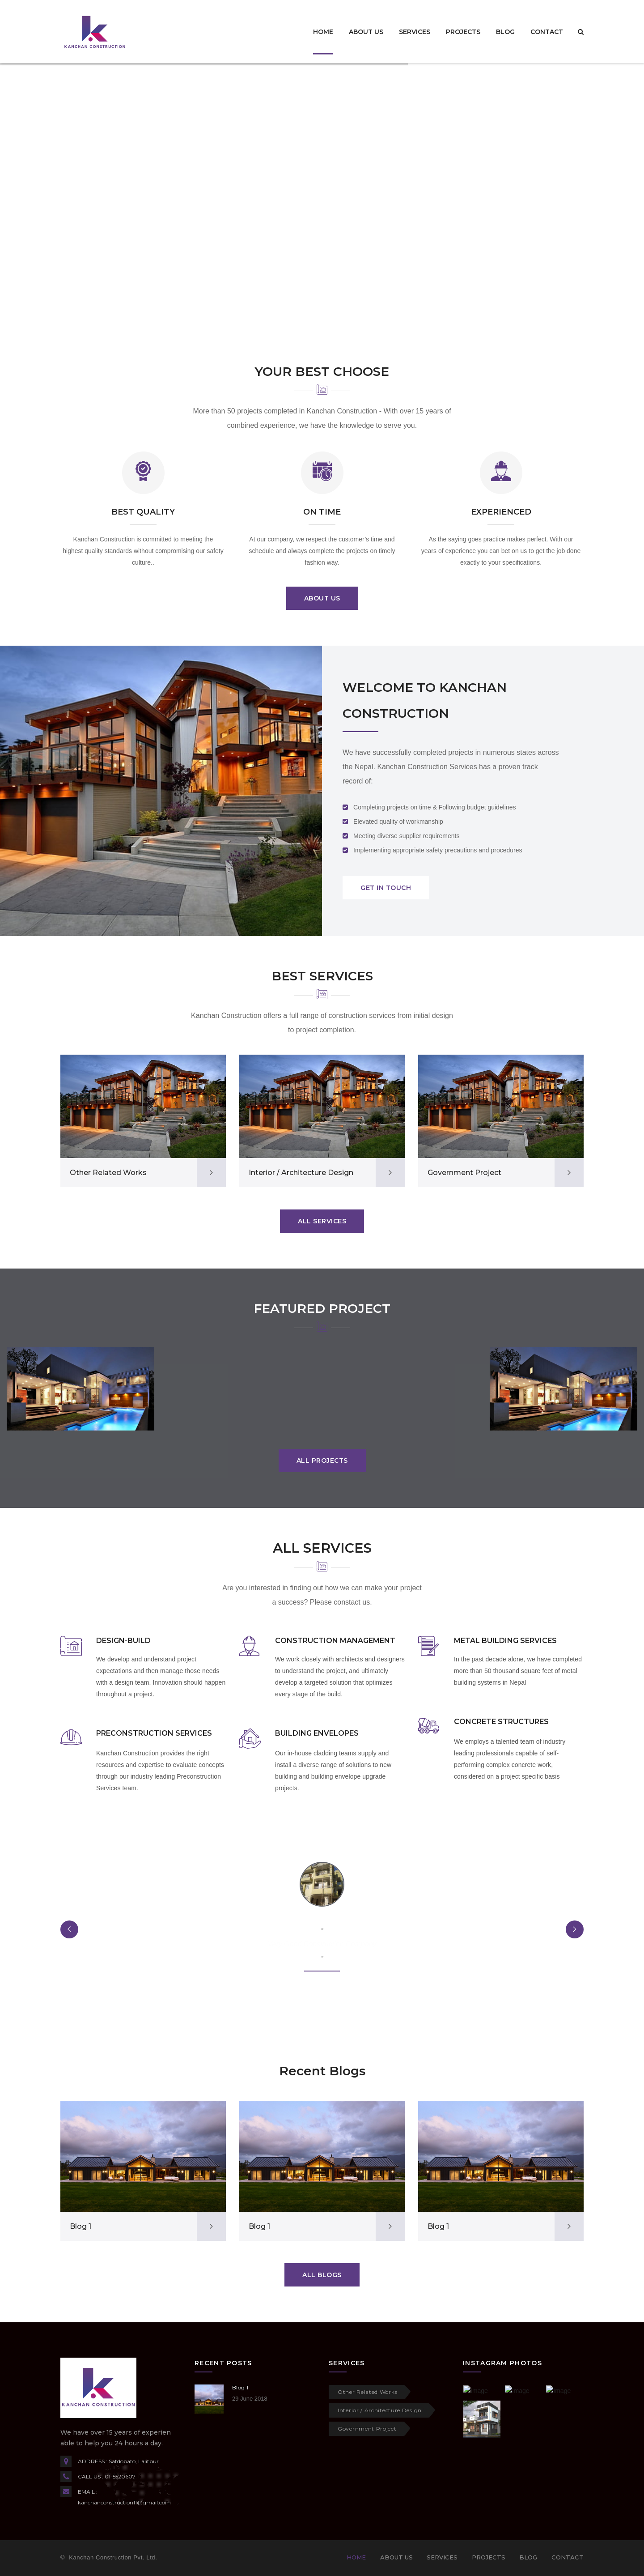 KANCHAN CONSTRUCTION
HOME ABOUT US SERVICES PROJECTS BLOG CONTACT
YOUR BEST CHOOSE
More than 50 projects completed in Kanchan Construction - With over 15 years of
combined experience, we have the knowledge to serve you.
BEST QUALITY
Kanchan Construction is committed to meeting the
highest quality standards without compromising our safety
culture..
ON TIME
At our company, we respect the customer's time and
schedule and always complete the projects on timely
fashion way.
EXPERIENCED
As the saying goes practice makes perfect. With our
years of experience you can bet on us to get the job done
exactly to your specifications.
ABOUT US
WELCOME TO KANCHAN
CONSTRUCTION
We have successfully completed projects in numerous states across
the Nepal. Kanchan Construction Services has a proven track
record of:
Completing projects on time & Following budget guidelines
Elevated quality of workmanship
Meeting diverse supplier requirements
Implementing appropriate safety precautions and procedures
GET IN TOUCH
BEST SERVICES
Kanchan Construction offers a full range of construction services from initial design
to project completion.
Other Related Works
Interior / Architecture Design
Government Project
ALL SERVICES
FEATURED PROJECT
ALL PROJECTS
ALL SERVICES
Are you interested in finding out how we can make your project
a success? Please constact us.
DESIGN-BUILD
We develop and understand project
expectations and then manage those needs
with a design team. Innovation should happen
throughout a project.
CONSTRUCTION MANAGEMENT
We work closely with architects and designers
to understand the project, and ultimately
develop a targeted solution that optimizes
every stage of the build.
METAL BUILDING SERVICES
In the past decade alone, we have completed
more than 50 thousand square feet of metal
building systems in Nepal
PRECONSTRUCTION SERVICES
Kanchan Construction provides the right
resources and expertise to evaluate concepts
through our industry leading Preconstruction
Services team.
BUILDING ENVELOPES
Our in-house cladding teams supply and
install a diverse range of solutions to new
building and building envelope upgrade
projects.
CONCRETE STRUCTURES
We employs a talented team of industry
leading professionals capable of self-
performing complex concrete work,
considered on a project specific basis
-
-
Recent Blogs
Blog 1
Blog 1
Blog 1
ALL BLOGS
KANCHAN CONSTRUCTION
We have over 15 years of experien
able to help you 24 hours a day.
ADDRESS : Satdobato, Lalitpur
CALL US : 01-5520607
EMAIL :
kanchanconstruction11@gmail.com
RECENT POSTS
Blog 1
29 June 2019
SERVICES
Other Related Works
Interior / Architecture Design
Government Project
INSTAGRAM PHOTOS
© Kanchan Construction Pvt. Ltd.
HOME ABOUT US SERVICES PROJECTS BLOG CONTACT